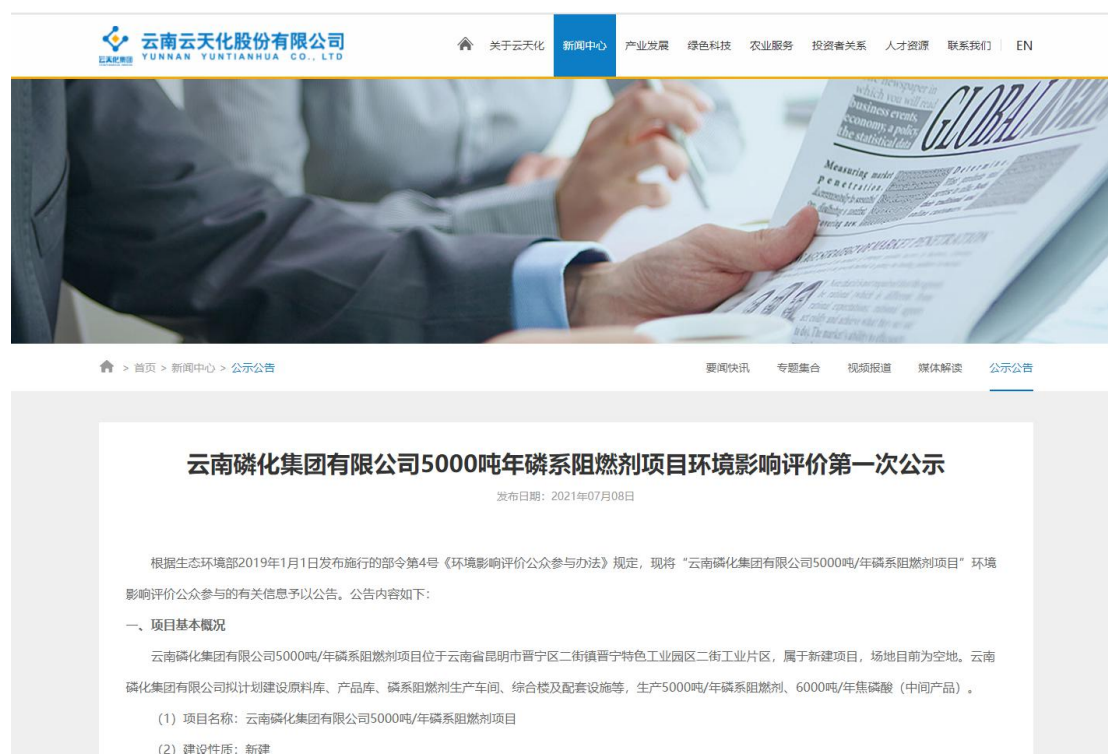 云南云天化股份有限公司
云天化集团 YUNNAN YUNTIANHUA CO., LTD
关于云天化 新闻中心 产业发展 绿色科技 农业服务 投资者关系 人才资源 联系我们 EN
which you will read
business events,
economy, a policy,
the statistical data
GLOBAL
Measuring market
penetration.
> 首页 > 新闻中心 > 公示公告
要闻快讯 专题集合 视频报道 媒体解读 公示公告
云南磷化集团有限公司5000吨年磷系阻燃剂项目环境影响评价第一次公示
发布日期：2021年07月08日
根据生态环境部2019年1月1日发布施行的部令第4号《环境影响评价公众参与办法》规定，现将“云南磷化集团有限公司5000吨/年磷系阻燃剂项目”环境
影响评价公众参与的有关信息予以公告。公告内容如下：
一、项目基本概况
云南磷化集团有限公司5000吨/年磷系阻燃剂项目位于云南省昆明市晋宁区二街镇晋宁特色工业园区二街工业片区，属于新建项目，场地目前为空地。云南
磷化集团有限公司拟计划建设原料库、产品库、磷系阻燃剂生产车间、综合楼及配套设施等，生产5000吨/年磷系阻燃剂、6000吨/年焦磷酸（中间产品）。
（1）项目名称：云南磷化集团有限公司5000吨/年磷系阻燃剂项目
（2）建设性质：新建